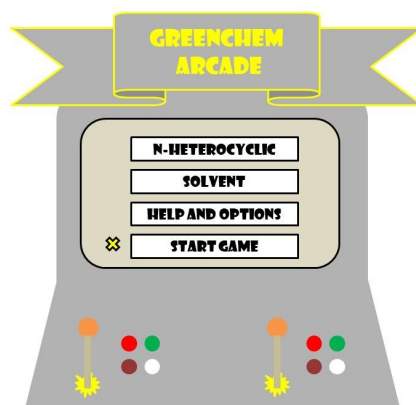 GREENCHEM
ARCADE
N-HETEROCYCLIC
SOLVENT
HELP AND OPTIONS
START GAME